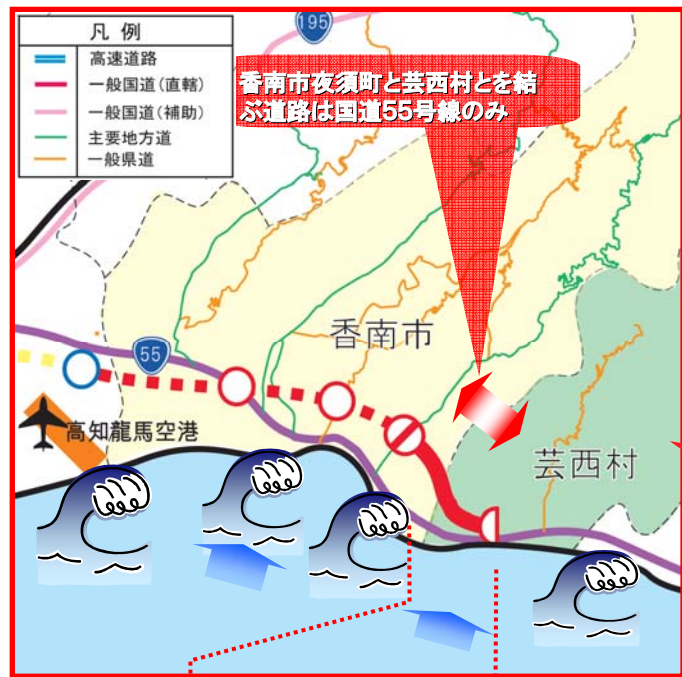 凡 例
高速道路
一般国道(直轄)
一般国道(補助)
主要地方道
一般県道
195
香南市夜須町と芸西村とを結
ぶ道路は国道55号線のみ
香南市
55
高知龍馬空港
芸西村